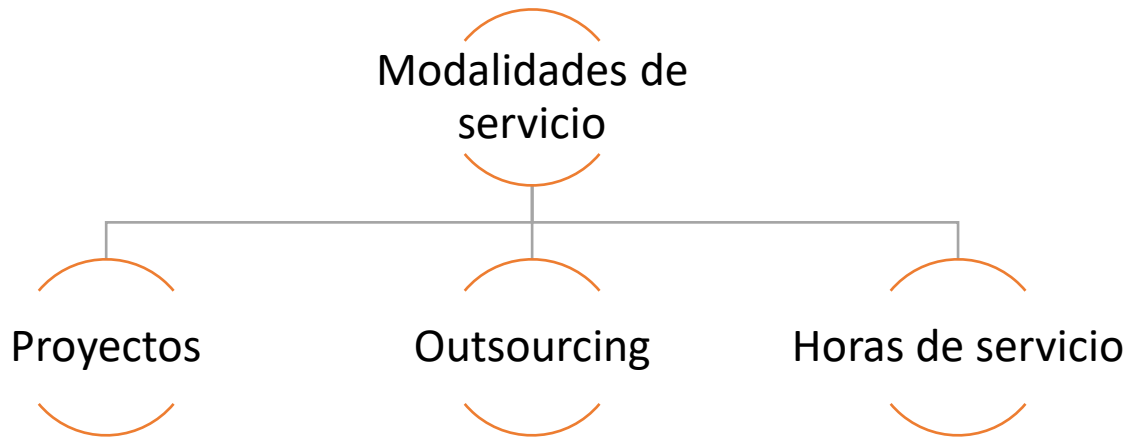 Modalidades de
servicio
Proyectos
Outsourcing
Horas de servicio